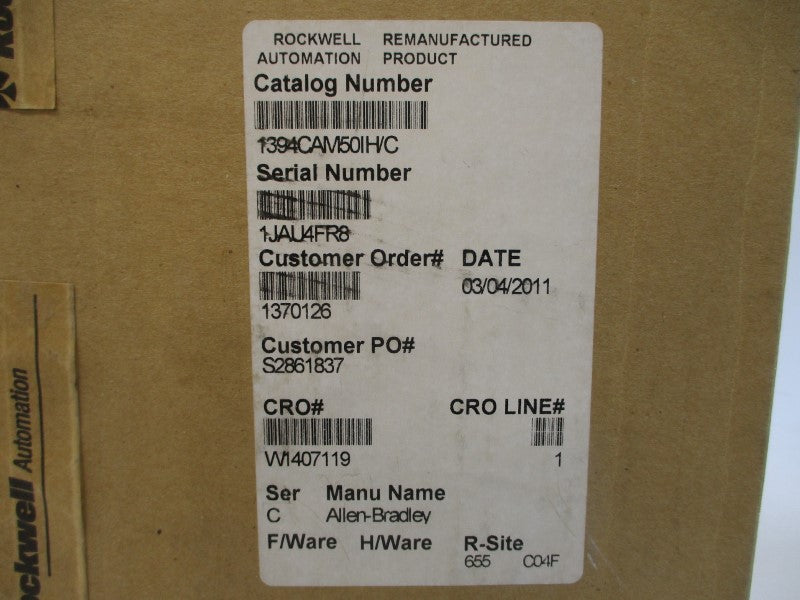 ROCKWELL REMANUFACTURED
AUTOMATION PRODUCT
Catalog Number
1394CAM50IH/C
Serial Number
1JAU4FR8
Customer Order# DATE
03/04/2011
1370126
Customer PO#
S2861837
CRO# CRO LINE#
W1407119 1
Ser Manu Name
C Allen-Bradley
F/Ware H/Ware R-Site
655 C04F
Rockwell Automation